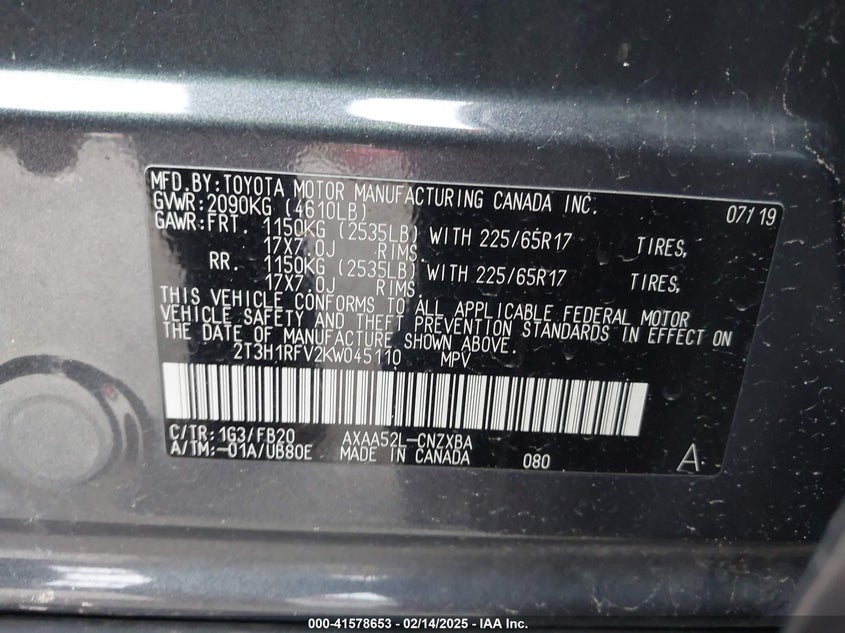 MFD.BY:TOYOTA MOTOR MANUFACTURING CANADA INC. 07/19
GVWR:2090KG (4610LB)
GAWR:FRT. 1150KG (2535LB) WITH 225/65R17 TIRES,
17X7.0J RIMS.
RR. 1150KG (2535LB) WITH 225/65R17 TIRES,
17X7.0J RIMS.
THIS VEHICLE CONFORMS TO ALL APPLICABLE FEDERAL MOTOR
VEHICLE SAFETY AND THEFT PREVENTION STANDARDS IN EFFECT ON
THE DATE OF MANUFACTURE SHOWN ABOVE.
2T3H1RFV2KW045110 MPV
C/TR:1G3/FB20 AXAA52L-CNZXBA
A/TM:-01A/UB80E MADE IN CANADA 080 A
000-41578653 - 02/14/2025 - IAA Inc.